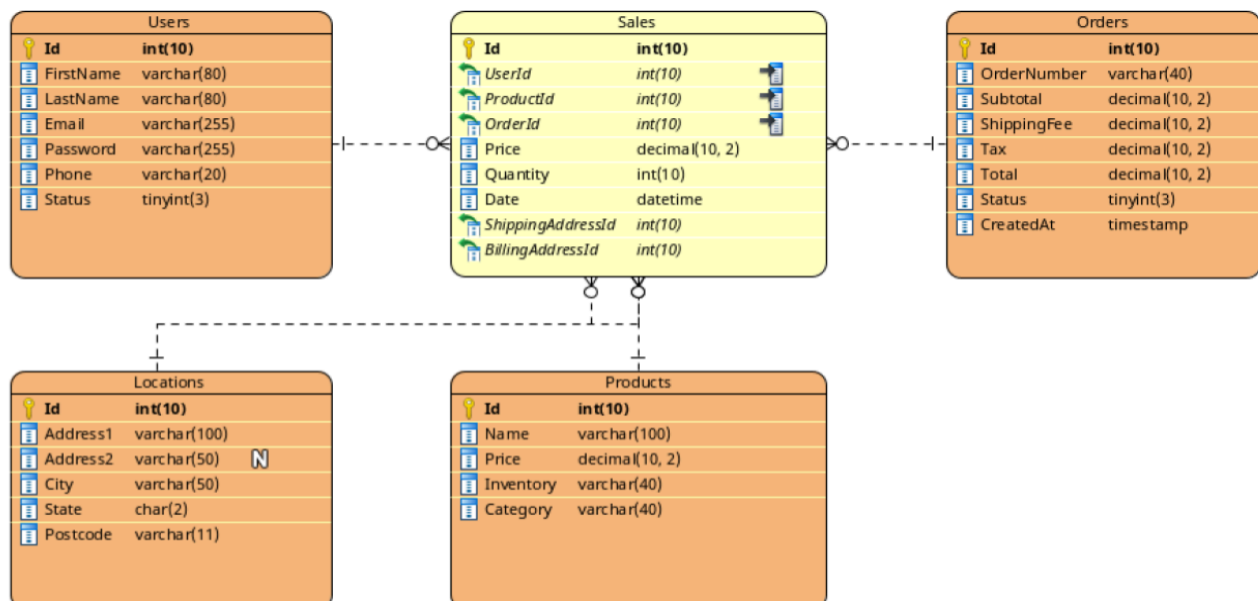 Users
Id int(10)
FirstName varchar(80)
LastName varchar(80)
Email varchar(255)
Password varchar(255)
Phone varchar(20)
Status tinyint(3)
Sales
Id int(10)
UserId int(10)
ProductId int(10)
OrderId int(10)
Price decimal(10, 2)
Quantity int(10)
Date datetime
ShippingAddressId int(10)
BillingAddressId int(10)
Orders
Id int(10)
OrderNumber varchar(40)
Subtotal decimal(10, 2)
ShippingFee decimal(10, 2)
Tax decimal(10, 2)
Total decimal(10, 2)
Status tinyint(3)
CreatedAt timestamp
Locations
Id int(10)
Address1 varchar(100)
Address2 varchar(50) N
City varchar(50)
State char(2)
Postcode varchar(11)
Products
Id int(10)
Name varchar(100)
Price decimal(10, 2)
Inventory varchar(40)
Category varchar(40)